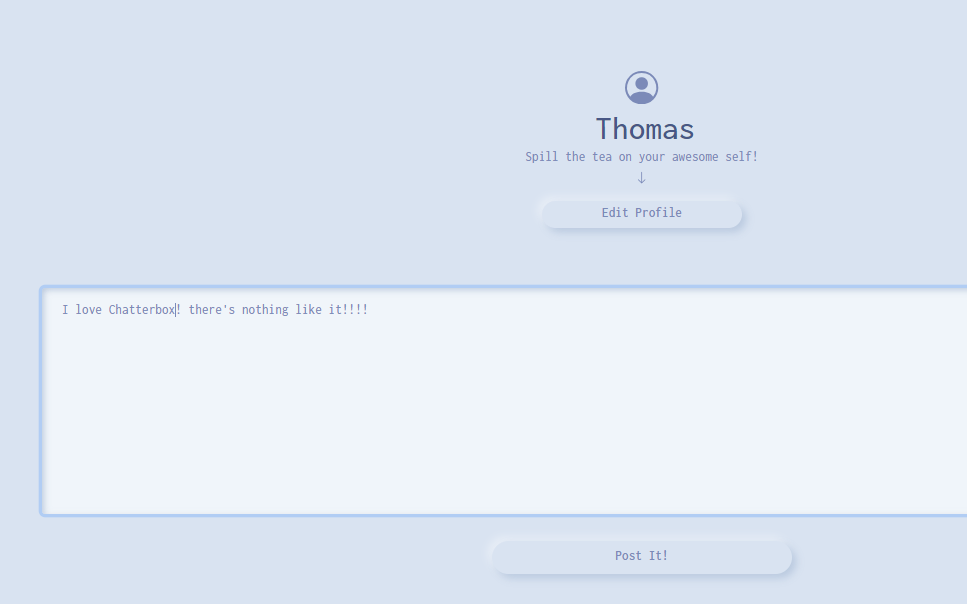 Thomas
Spill the tea on your awesome self!
↓
Edit Profile
I love Chatterbox! there's nothing like it!!!!
Post It!